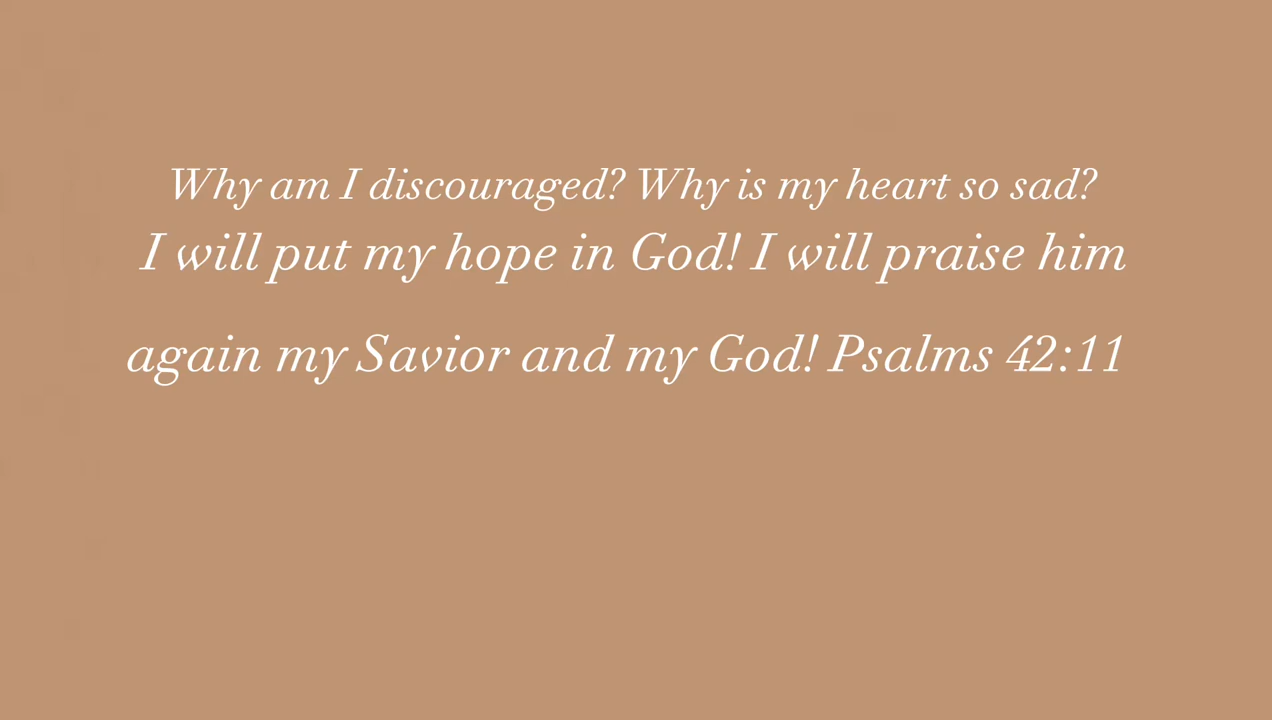 Why am I discouraged? Why is my heart so sad?
I will put my hope in God! I will praise him
again my Savior and my God! Psalms 42:11